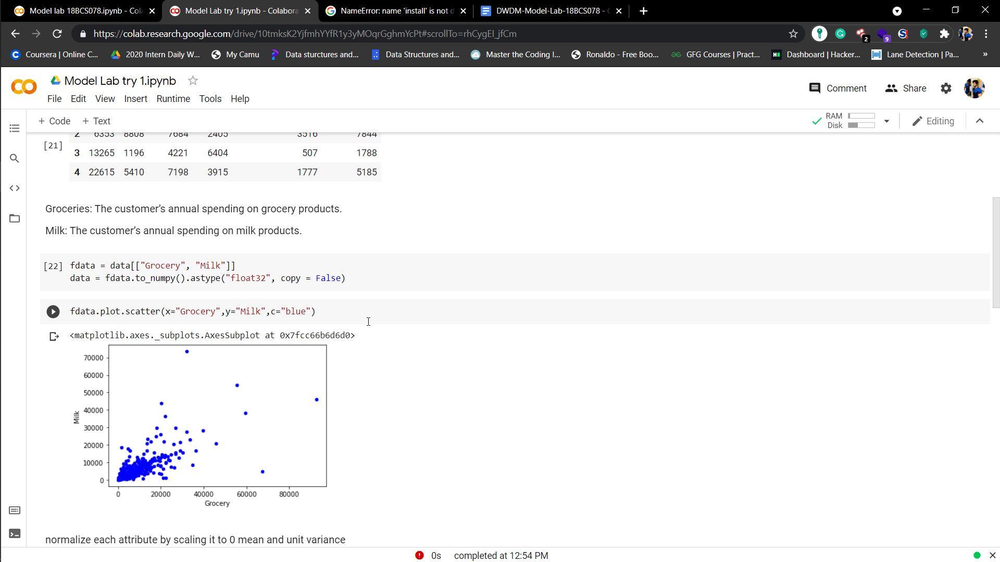 Model lab 18BCS078.ipynb - Cola
Model Lab try 1.ipynb - Colabora
NameError: name 'install' is not d
DWDM-Model-Lab-18BCS078 - G
https://colab.research.google.com/drive/10tmksK2YjfmhYYfR1y3yMOqrGghmYcPt#scrollTo=rhCygEI_jfCm
2
9
Coursera | Online C...
2020 Intern Daily W...
My Camu
Data sturctures and...
Data Structures and...
Master the Coding I...
Ronaldo - Free Boo...
GFG Courses | Pract...
Dashboard | Hacker...
Lane Detection | Pa...
»
Model Lab try 1.ipynb
File Edit View Insert Runtime Tools Help
Comment
Share
+ Code + Text
RAM
Disk
Editing
2 6353 8808 7684 2405 3516 7844
[21]
3 13265 1196 4221 6404 507 1788
4 22615 5410 7198 3915 1777 5185
Groceries: The customer’s annual spending on grocery products.
Milk: The customer’s annual spending on milk products.
[22] fdata = data[["Grocery", "Milk"]]
data = fdata.to_numpy().astype("float32", copy = False)
fdata.plot.scatter(x="Grocery",y="Milk",c="blue")
<matplotlib.axes._subplots.AxesSubplot at 0x7fcc66b6d6d0>
70000
60000
50000
40000
30000
20000
10000
0
Milk
0 20000 40000 60000 80000
Grocery
normalize each attribute by scaling it to 0 mean and unit variance
0s completed at 12:54 PM